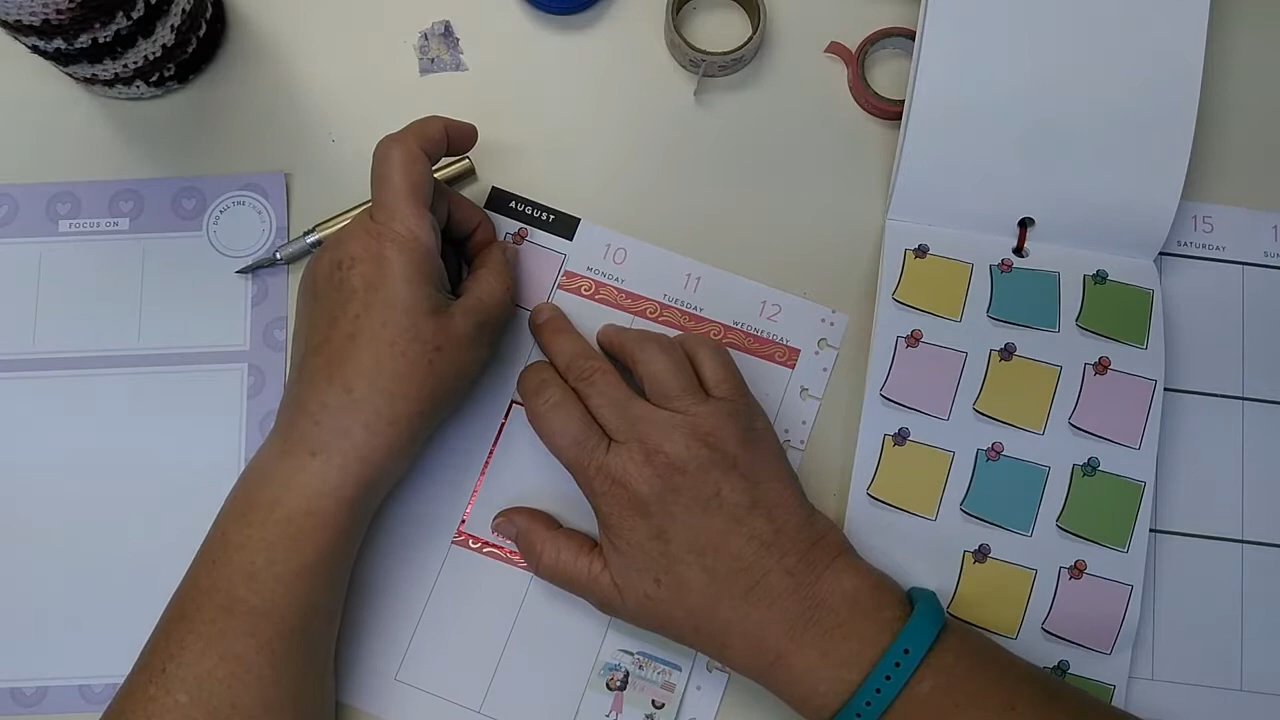 FOCUS ON
DO ALL THE THINGS
AUGUST
10
MONDAY
11
TUESDAY
12
WEDNESDAY
15
SATURDAY